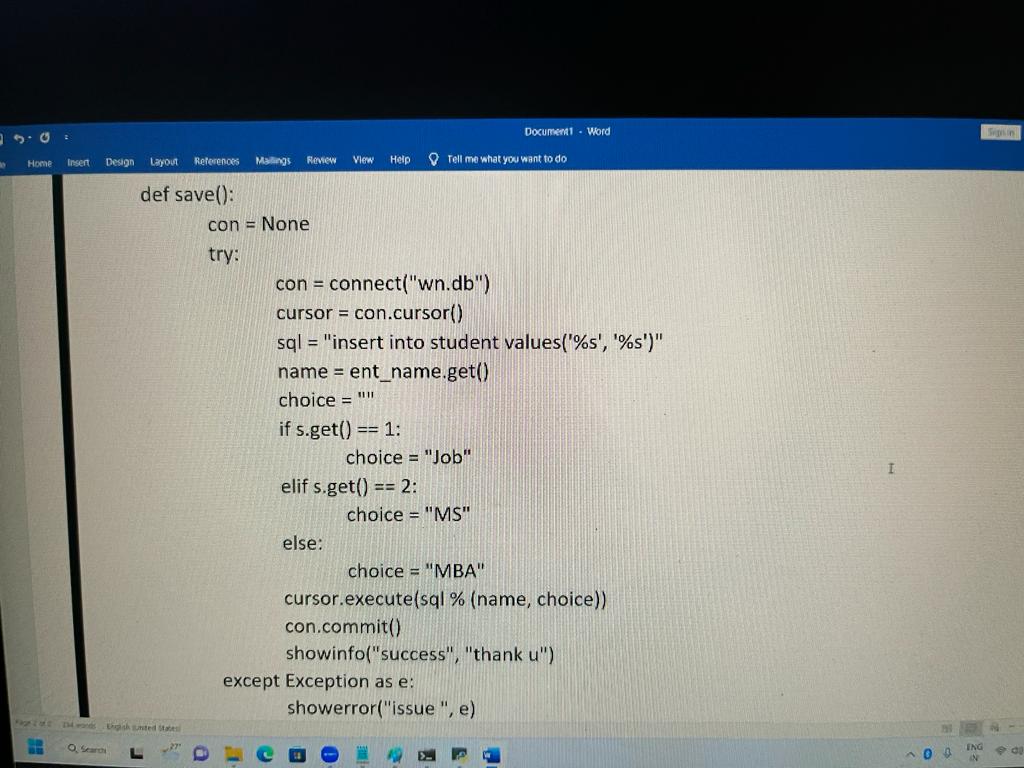 Document1 - Word
Sign in
Home Insert Design Layout References Mailings Review View Help Tell me what you want to do
def save():
con = None
try:
con = connect("wn.db")
cursor = con.cursor()
sql = "insert into student values('%s', '%s')"
name = ent_name.get()
choice = ""
if s.get() == 1:
choice = "Job"
elif s.get() == 2:
choice = "MS"
else:
choice = "MBA"
cursor.execute(sql % (name, choice))
con.commit()
showinfo("success", "thank u")
except Exception as e:
showerror("issue ", e)
Page 2 of 2 words English (United States)
Search 27° ENG
IN